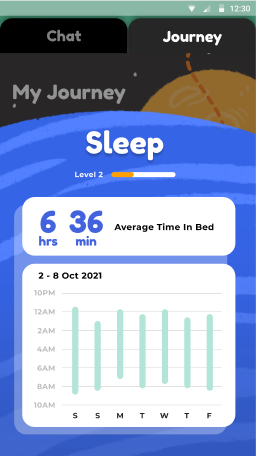 12:30
Chat Journey
My Journey
Sleep
Level 2
6 hrs 36 min Average Time In Bed
2 - 8 Oct 2021
10PM
12AM
2AM
4AM
6AM
8AM
10AM
S S M T W T F